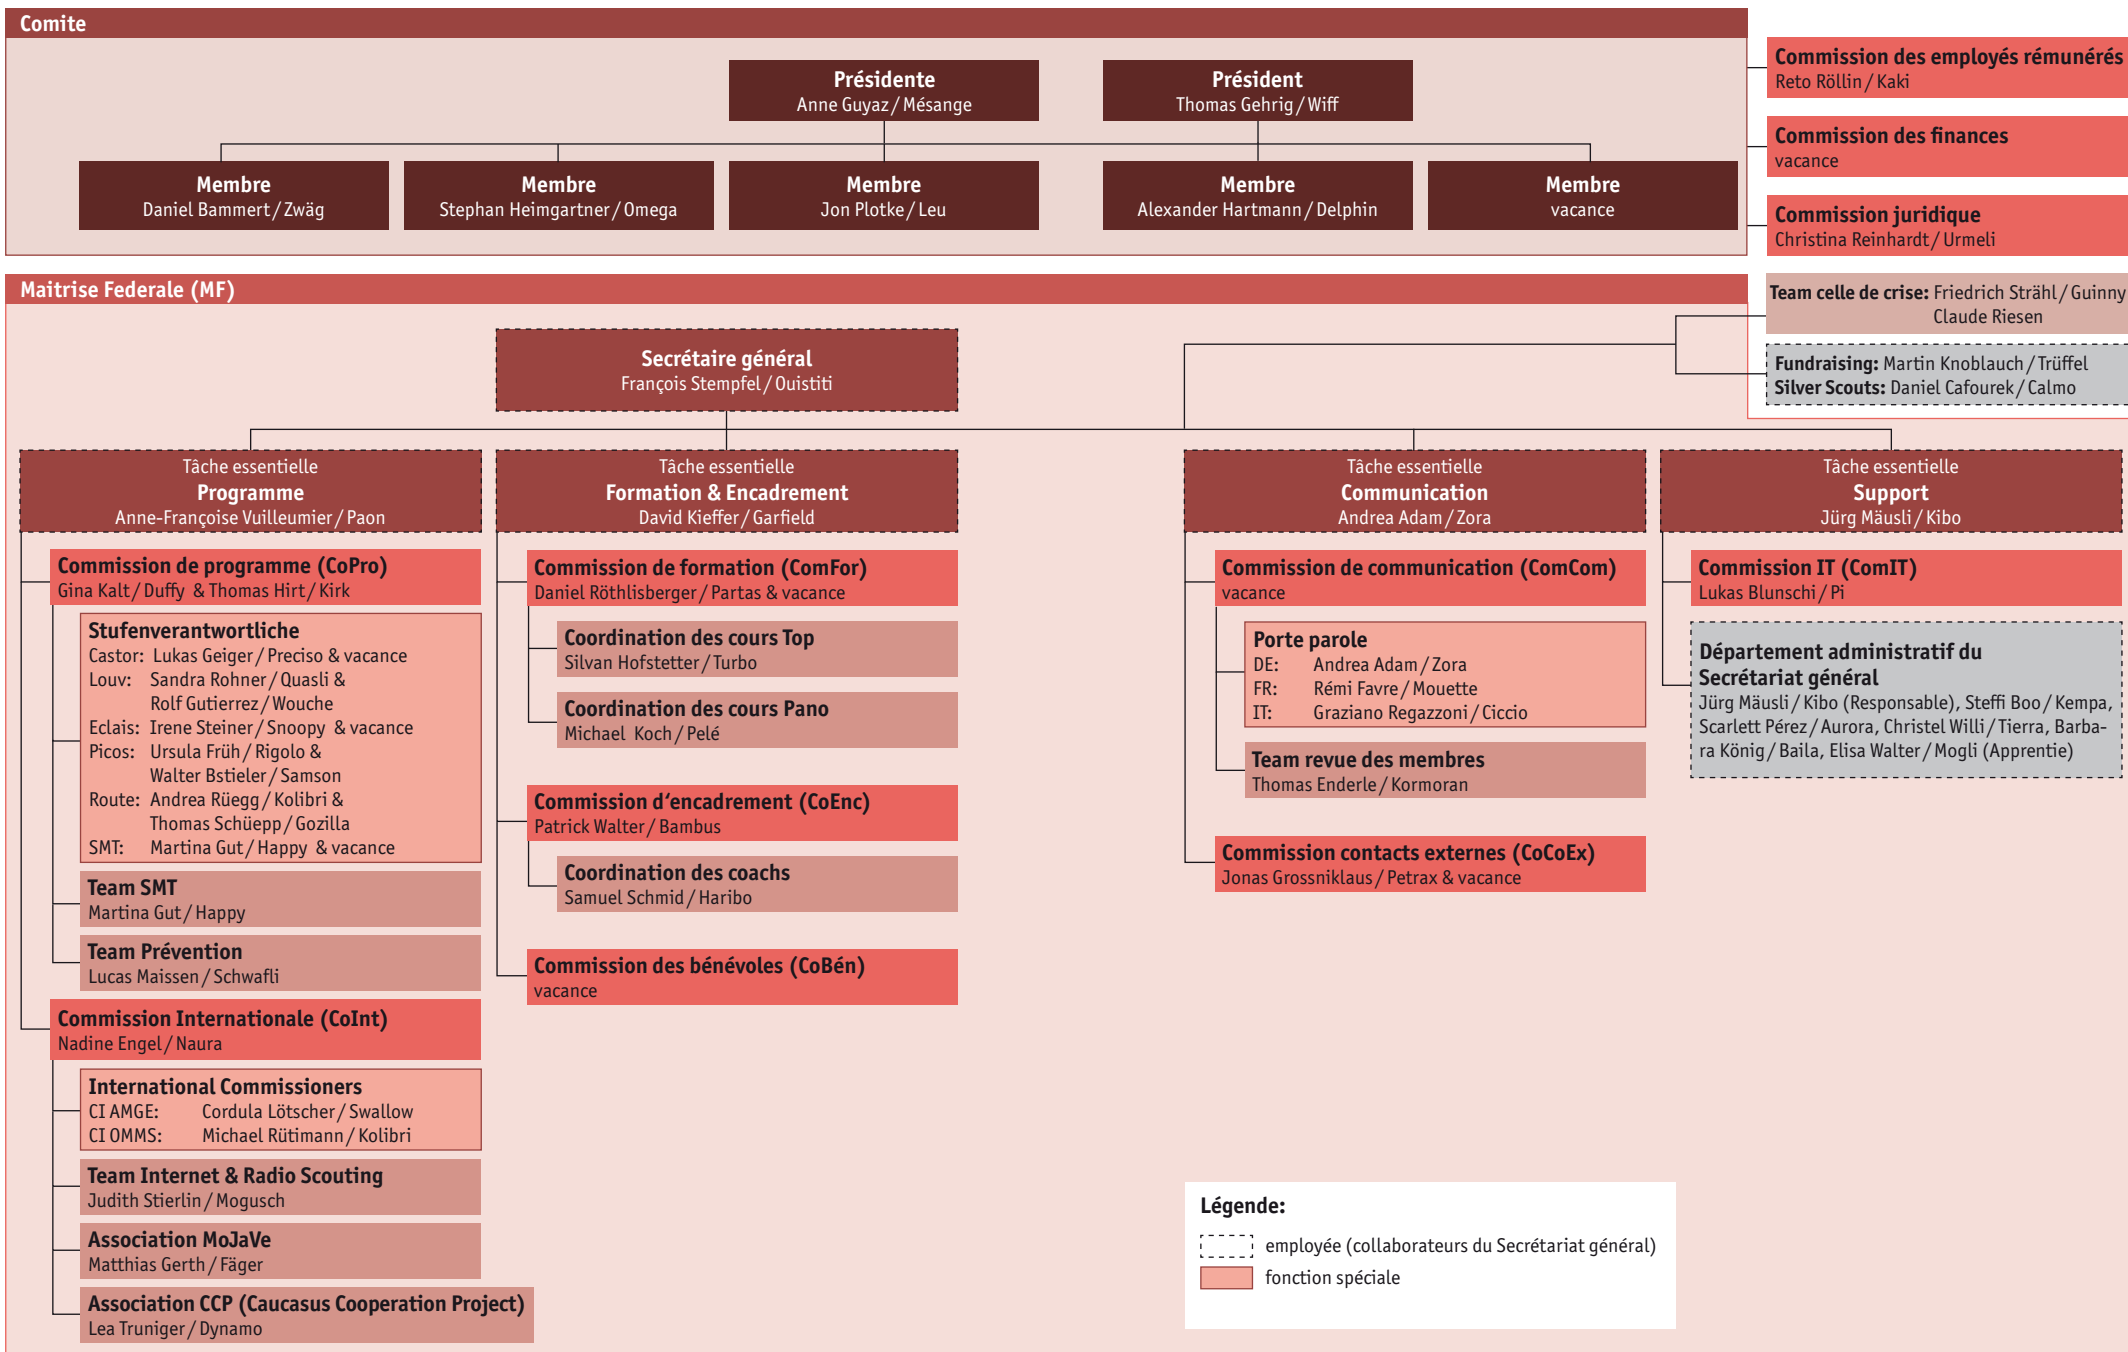 Comite
Présidente
Anne Guyaz / Mésange
Président
Thomas Gehrig / Wiff
Membre
Daniel Bammert / Zwäg
Membre
Stephan Heimgartner / Omega
Membre
Jon Plotke / Leu
Membre
Alexander Hartmann / Delphin
Membre
vacance
Commission des employés rémunérés
Reto Röllin / Kaki
Commission des finances
vacance
Commission juridique
Christina Reinhardt / Urmeli
Maitrise Federale (MF)
Team celle de crise: Friedrich Strähl / Guinny
Claude Riesen
Fundraising: Martin Knoblauch / Trüffel
Silver Scouts: Daniel Cafourek / Calmo
Secrétaire général
François Stempfel / Ouistiti
Tâche essentielle
Programme
Anne-Françoise Vuilleumier / Paon
Commission de programme (CoPro)
Gina Kalt / Duffy & Thomas Hirt / Kirk
Stufenverantwortliche
Castor: Lukas Geiger / Preciso & vacance
Louv: Sandra Rohner / Quasli &
Rolf Gutierrez / Wouche
Eclais: Irene Steiner / Snoopy & vacance
Picos: Ursula Früh / Rigolo &
Walter Bstieler / Samson
Route: Andrea Rüegg / Kolibri &
Thomas Schüepp / Gozilla
SMT: Martina Gut / Happy & vacance
Team SMT
Martina Gut / Happy
Team Prévention
Lucas Maissen / Schwafli
Commission Internationale (CoInt)
Nadine Engel / Naura
International Commissioners
CI AMGE: Cordula Lötscher / Swallow
CI OMMS: Michael Rütimann / Kolibri
Team Internet & Radio Scouting
Judith Stierlin / Mogusch
Association MoJaVe
Matthias Gerth / Fäger
Association CCP (Caucasus Cooperation Project)
Lea Truniger / Dynamo
Tâche essentielle
Formation & Encadrement
David Kieffer / Garfield
Commission de formation (ComFor)
Daniel Röthlisberger / Partas & vacance
Coordination des cours Top
Silvan Hofstetter / Turbo
Coordination des cours Pano
Michael Koch / Pelé
Commission d‘encadrement (CoEnc)
Patrick Walter / Bambus
Coordination des coachs
Samuel Schmid / Haribo
Commission des bénévoles (CoBén)
vacance
Tâche essentielle
Communication
Andrea Adam / Zora
Commission de communication (ComCom)
vacance
Porte parole
DE: Andrea Adam / Zora
FR: Rémi Favre / Mouette
IT: Graziano Regazzoni / Ciccio
Team revue des membres
Thomas Enderle / Kormoran
Commission contacts externes (CoCoEx)
Jonas Grossniklaus / Petrax & vacance
Tâche essentielle
Support
Jürg Mäusli / Kibo
Commission IT (ComIT)
Lukas Blunschi / Pi
Département administratif du
Secrétariat général
Jürg Mäusli / Kibo (Responsable), Steffi Boo / Kempa,
Scarlett Pérez / Aurora, Christel Willi / Tierra, Barba-
ra König / Baila, Elisa Walter / Mogli (Apprentie)
Légende:
employée (collaborateurs du Secrétariat général)
fonction spéciale